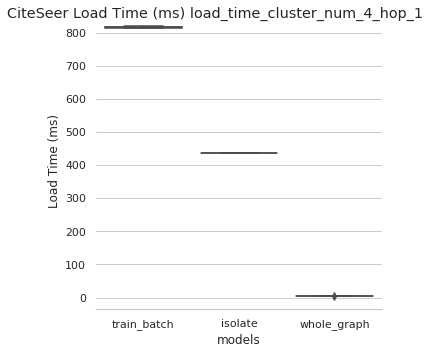 CiteSeer Load Time (ms) load_time_cluster_num_4_hop_1
800
700
600
500
400
300
200
100
0
Load Time (ms)
train_batch
isolate
whole_graph
models